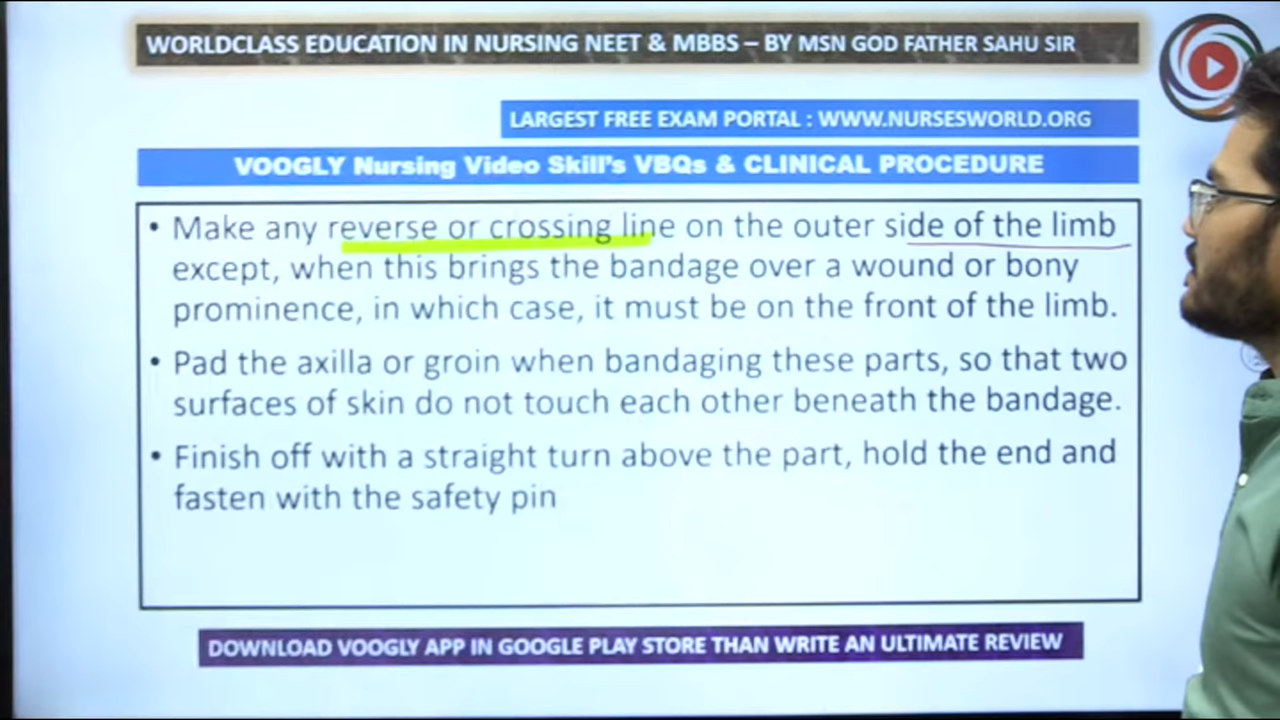 WORLDCLASS EDUCATION IN NURSING NEET & MBBS – BY MSN GOD FATHER SAHU SIR
LARGEST FREE EXAM PORTAL : WWW.NURSESWORLD.ORG
VOOGLY Nursing Video Skill's VBQs & CLINICAL PROCEDURE
• Make any reverse or crossing line on the outer side of the limb
except, when this brings the bandage over a wound or bony
prominence, in which case, it must be on the front of the limb.
• Pad the axilla or groin when bandaging these parts, so that two
surfaces of skin do not touch each other beneath the bandage.
• Finish off with a straight turn above the part, hold the end and
fasten with the safety pin
DOWNLOAD VOOGLY APP IN GOOGLE PLAY STORE THAN WRITE AN ULTIMATE REVIEW